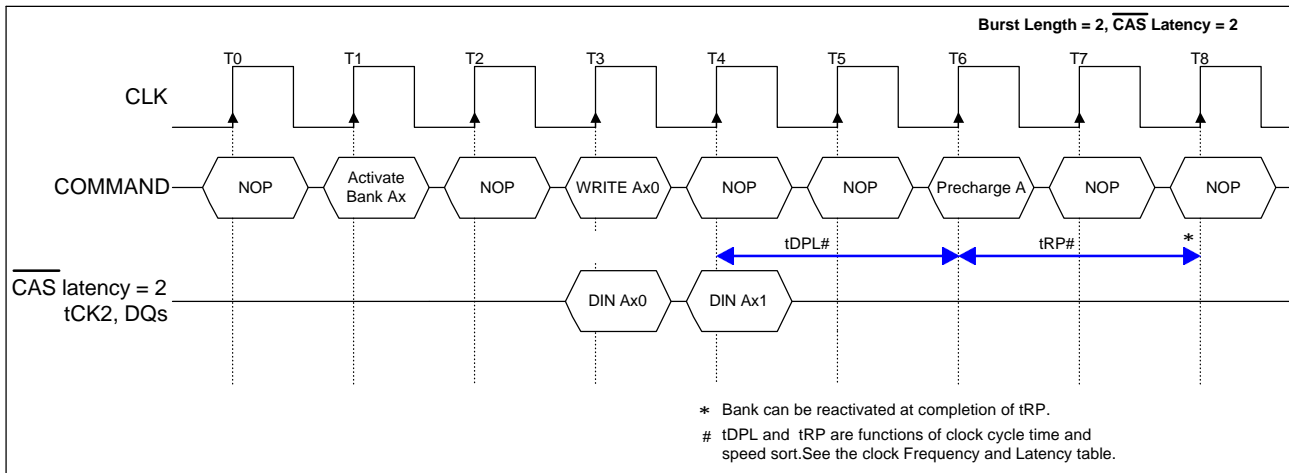 Burst Length = 2, CAS Latency = 2
T0 T1 T2 T3 T4 T5 T6 T7 T8
CLK
COMMAND NOP Activate Bank Ax NOP WRITE Ax0 NOP NOP Precharge A NOP NOP
tDPL# tRP# *
CAS latency = 2
tCK2, DQs
DIN Ax0 DIN Ax1
* Bank can be reactivated at completion of tRP.
# tDPL and tRP are functions of clock cycle time and
speed sort.See the clock Frequency and Latency table.